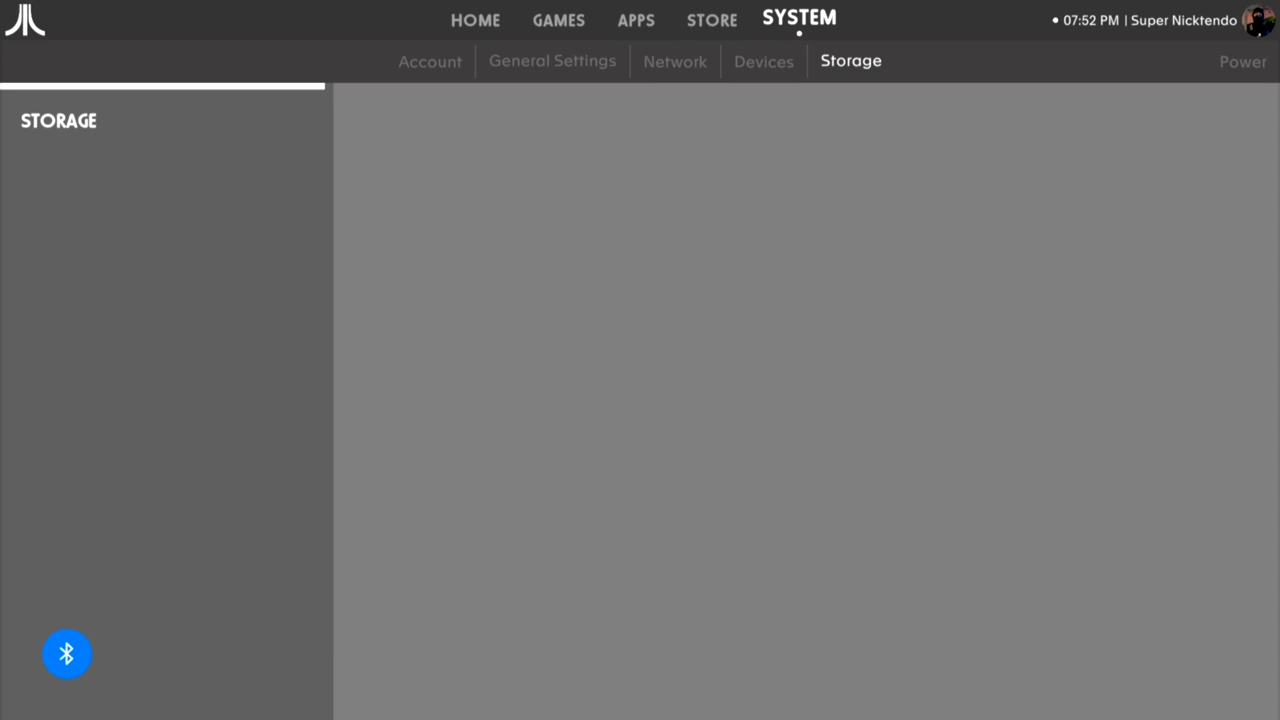 HOME GAMES APPS STORE SYSTEM
07:52 PM | Super Nicktendo
Account General Settings Network Devices Storage
Power
STORAGE